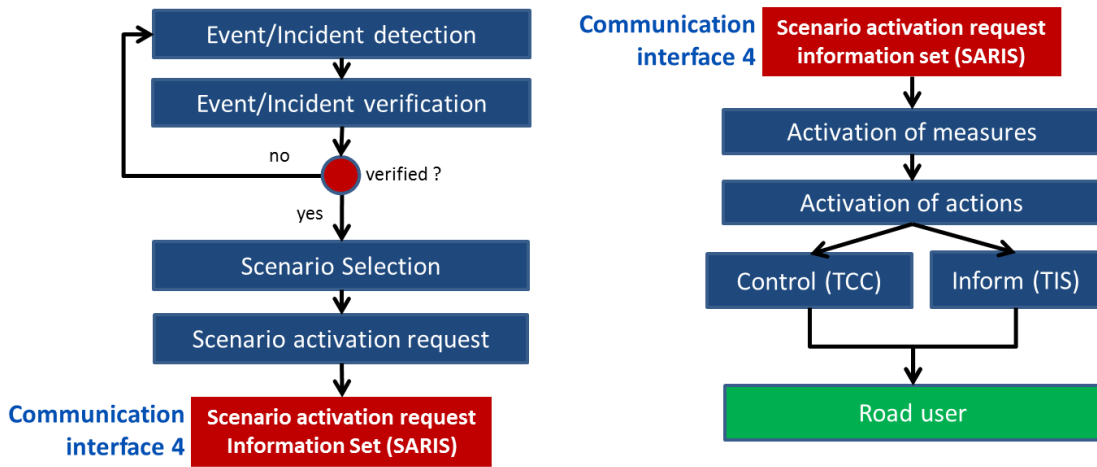 Event/Incident detection
Event/Incident verification
no
verified ?
yes
Scenario Selection
Scenario activation request
Communication
interface 4
Scenario activation request
Information Set (SARIS)
Communication
interface 4
Scenario activation request
information set (SARIS)
Activation of measures
Activation of actions
Control (TCC)
Inform (TIS)
Road user